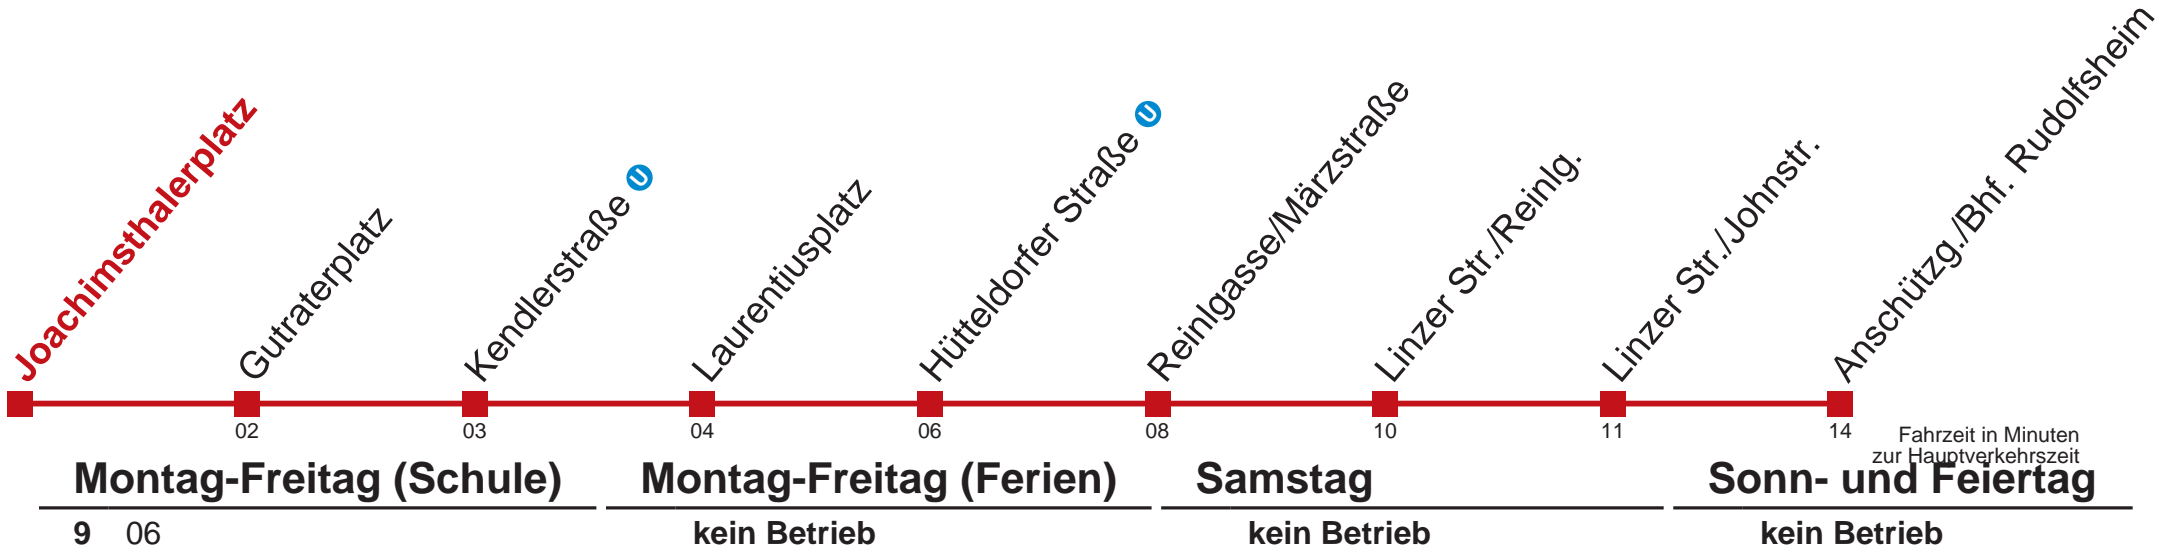 Joachimsthalerplatz
Gutraterplatz
Kendlerstraße U
Laurentiusplatz
Hütteldorfer Straße U
Reinlgasse/Märzstraße
Linzer Str./Reinlg.
Linzer Str./Johnstr.
Anschützg./Bhf. Rudolfsheim
02 03 04 06 08 10 11 14
Fahrzeit in Minuten
zur Hauptverkehrszeit
Montag-Freitag (Schule) Montag-Freitag (Ferien) Samstag Sonn- und Feiertag
9 06 kein Betrieb kein Betrieb kein Betrieb